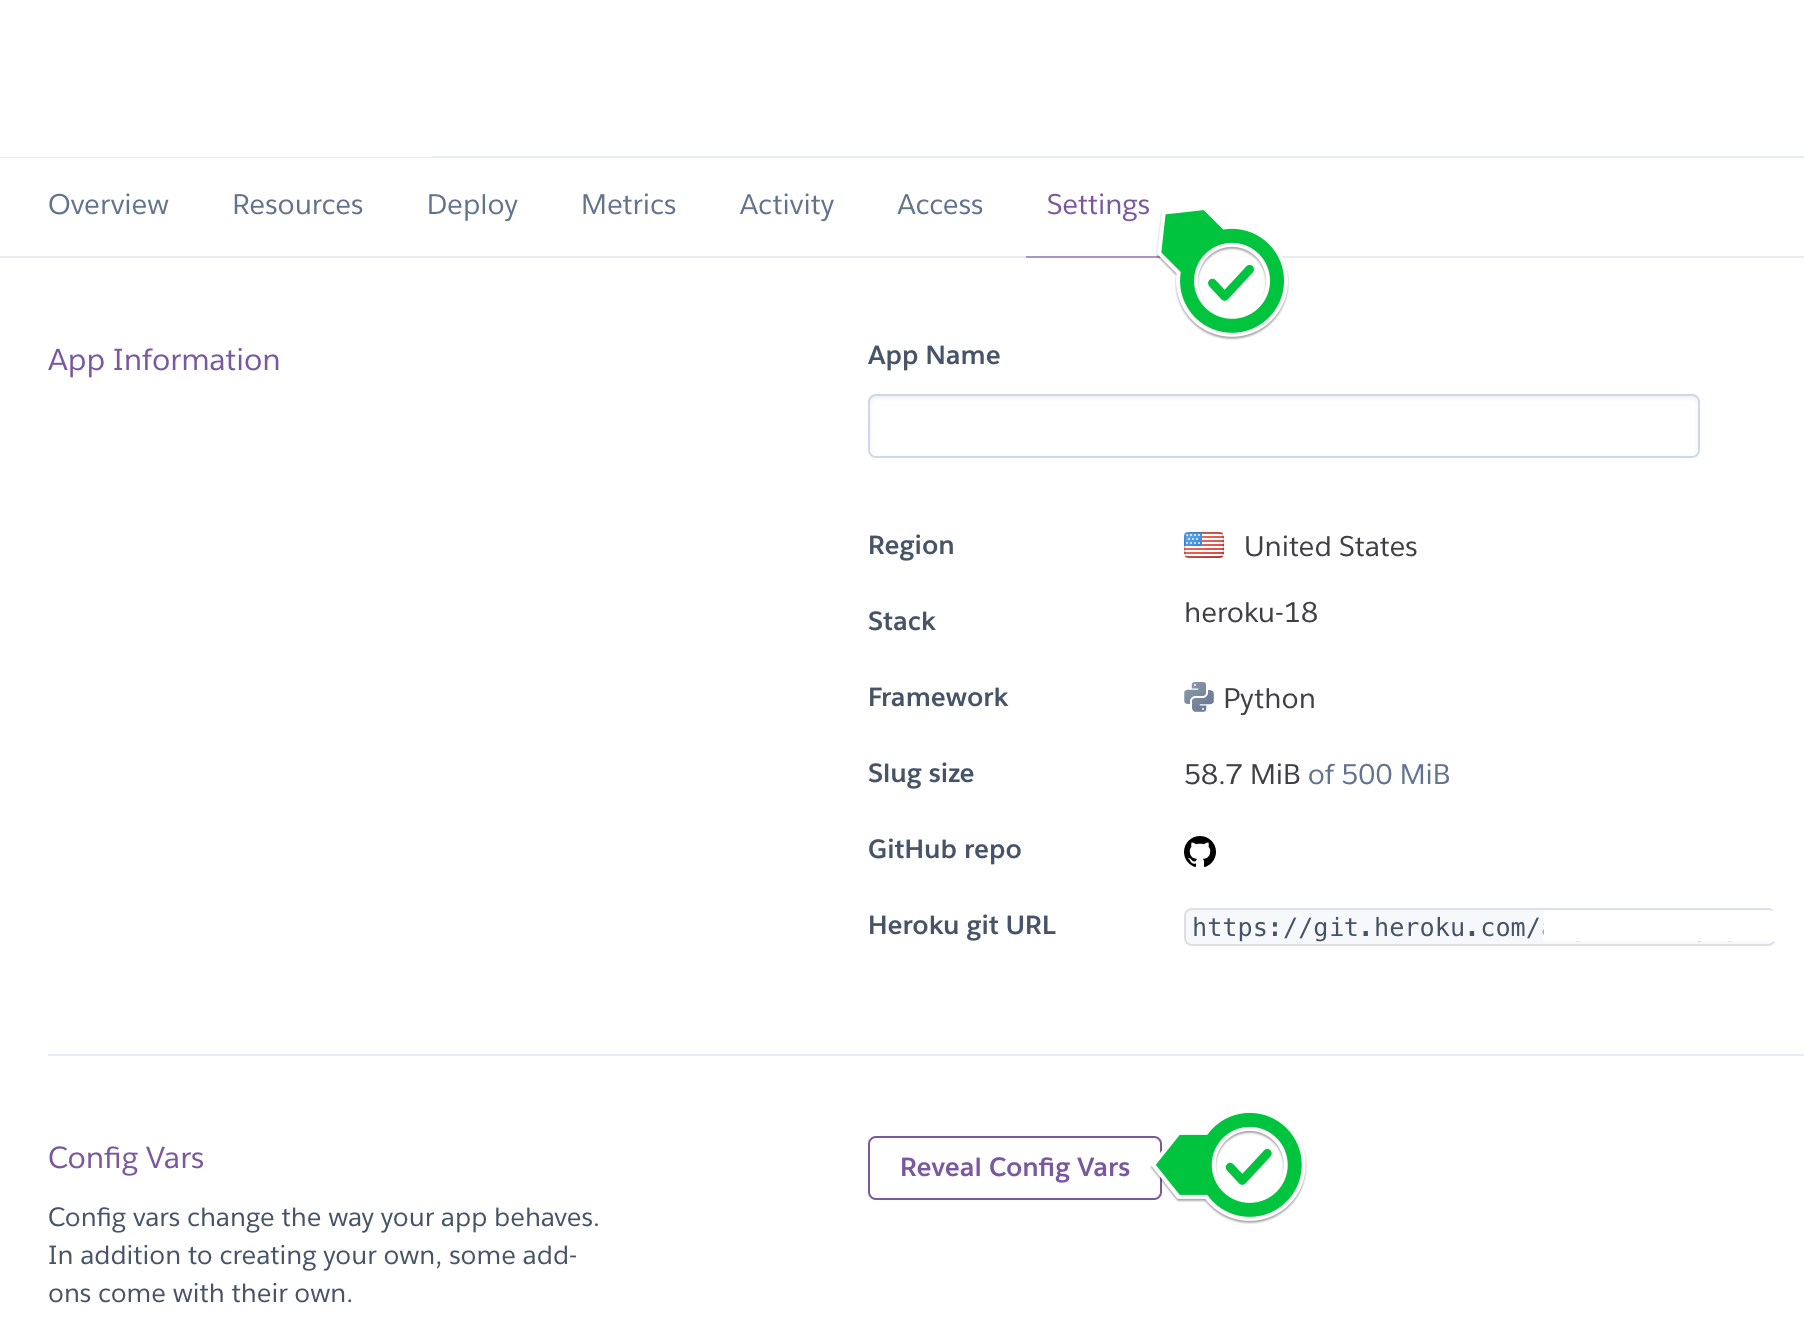 Overview Resources Deploy Metrics Activity Access Settings
App Information
App Name
Region United States
Stack heroku-18
Framework Python
Slug size 58.7 MiB of 500 MiB
GitHub repo
Heroku git URL https://git.heroku.com/
Config Vars
Reveal Config Vars
Config vars change the way your app behaves.
In addition to creating your own, some add-
ons come with their own.